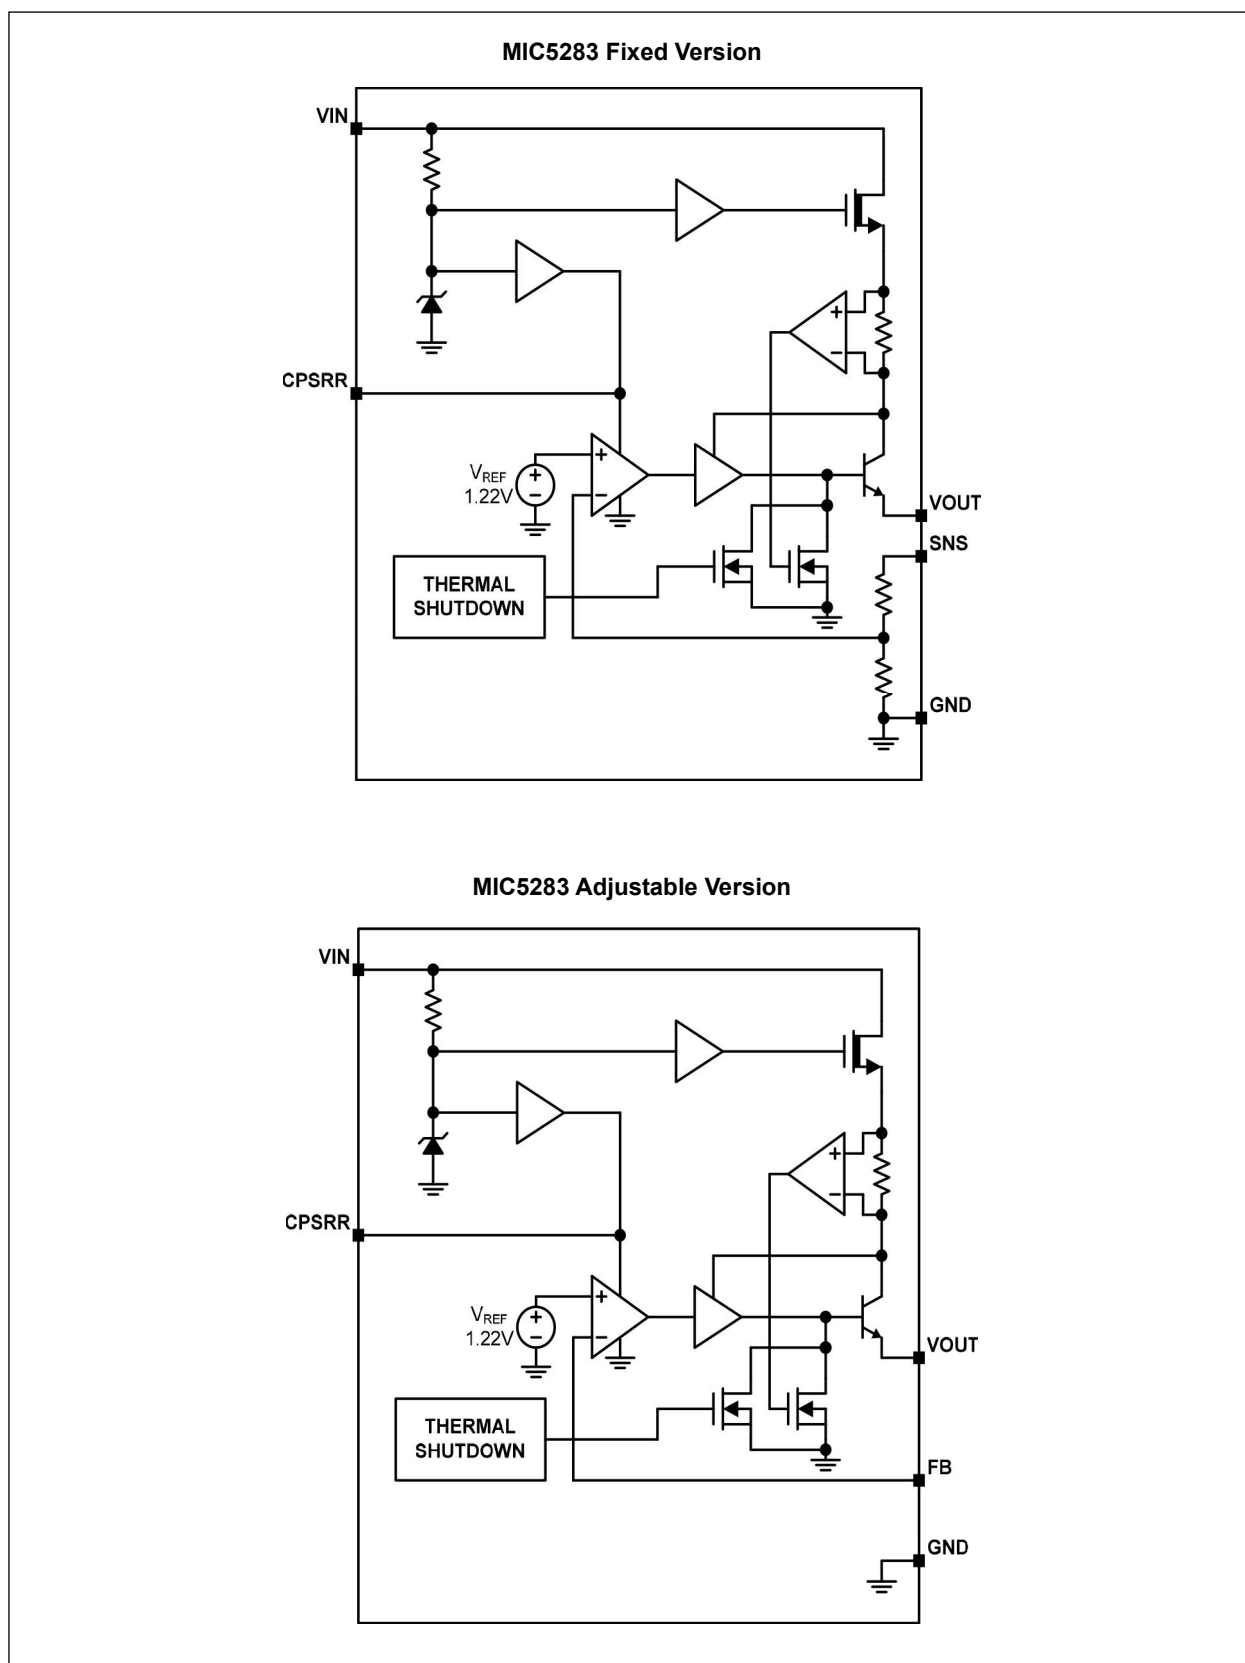 MIC5283 Fixed Version
VIN
CPSRR
+
−
+
−
VREF
1.22V
+
−
VOUT
SNS
THERMAL
SHUTDOWN
GND
MIC5283 Adjustable Version
VIN
+
−
CPSRR
VREF
1.22V
+
−
+
−
VOUT
THERMAL
SHUTDOWN
FB
GND